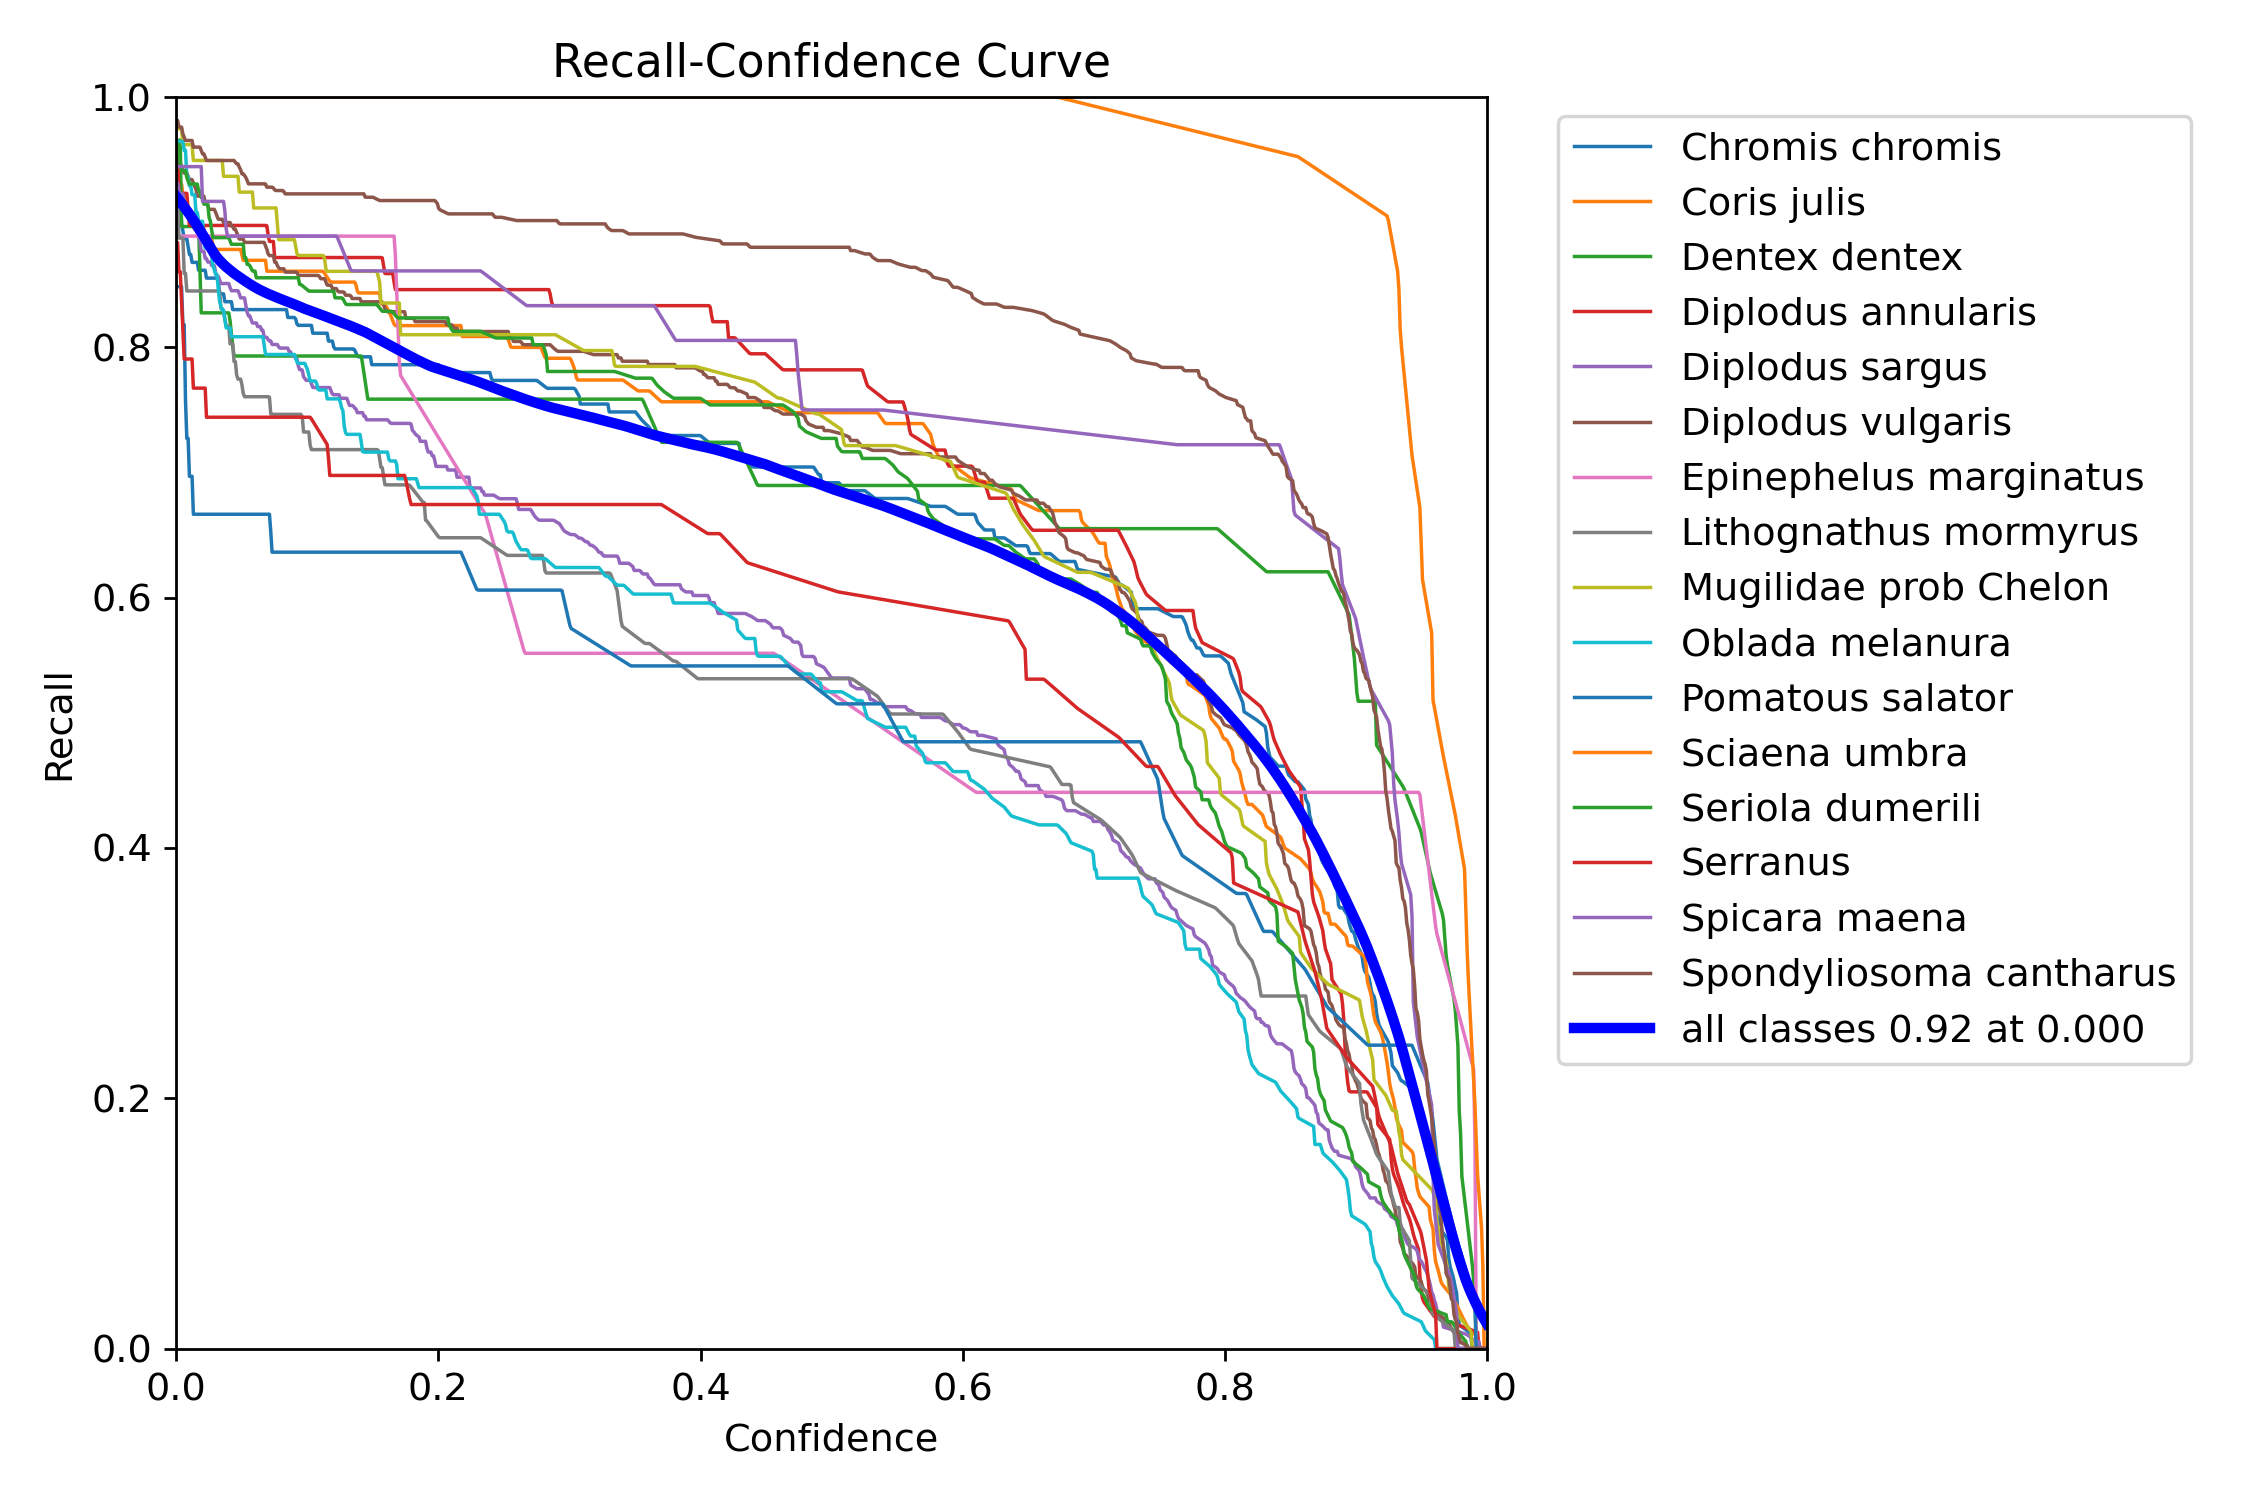 Recall-Confidence Curve
1.0
0.8
0.6
0.4
0.2
0.0
Recall
0.0 0.2 0.4 0.6 0.8 1.0
Confidence
Chromis chromis
Coris julis
Dentex dentex
Diplodus annularis
Diplodus sargus
Diplodus vulgaris
Epinephelus marginatus
Lithognathus mormyrus
Mugilidae prob Chelon
Oblada melanura
Pomatous salator
Sciaena umbra
Seriola dumerili
Serranus
Spicara maena
Spondyliosoma cantharus
all classes 0.92 at 0.000